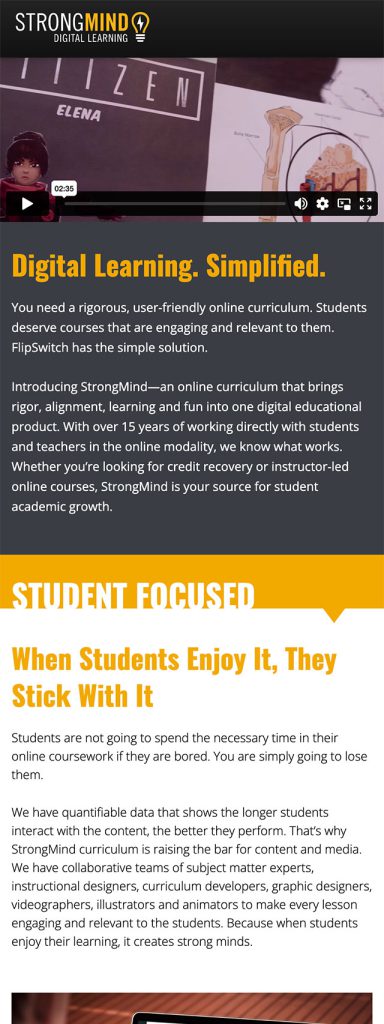 STRONGMIND
DIGITAL LEARNING
ELENA
02:35
Digital Learning. Simplified.
You need a rigorous, user-friendly online curriculum. Students
deserve courses that are engaging and relevant to them.
FlipSwitch has the simple solution.
Introducing StrongMind—an online curriculum that brings
rigor, alignment, learning and fun into one digital educational
product. With over 15 years of working directly with students
and teachers in the online modality, we know what works.
Whether you’re looking for credit recovery or instructor-led
online courses, StrongMind is your source for student
academic growth.
STUDENT FOCUSED
When Students Enjoy It, They
Stick With It
Students are not going to spend the necessary time in their
online coursework if they are bored. You are simply going to lose
them.
We have quantifiable data that shows the longer students
interact with the content, the better they perform. That’s why
StrongMind curriculum is raising the bar for content and media.
We have collaborative teams of subject matter experts,
instructional designers, curriculum developers, graphic designers,
videographers, illustrators and animators to make every lesson
engaging and relevant to the students. Because when students
enjoy their learning, it creates strong minds.